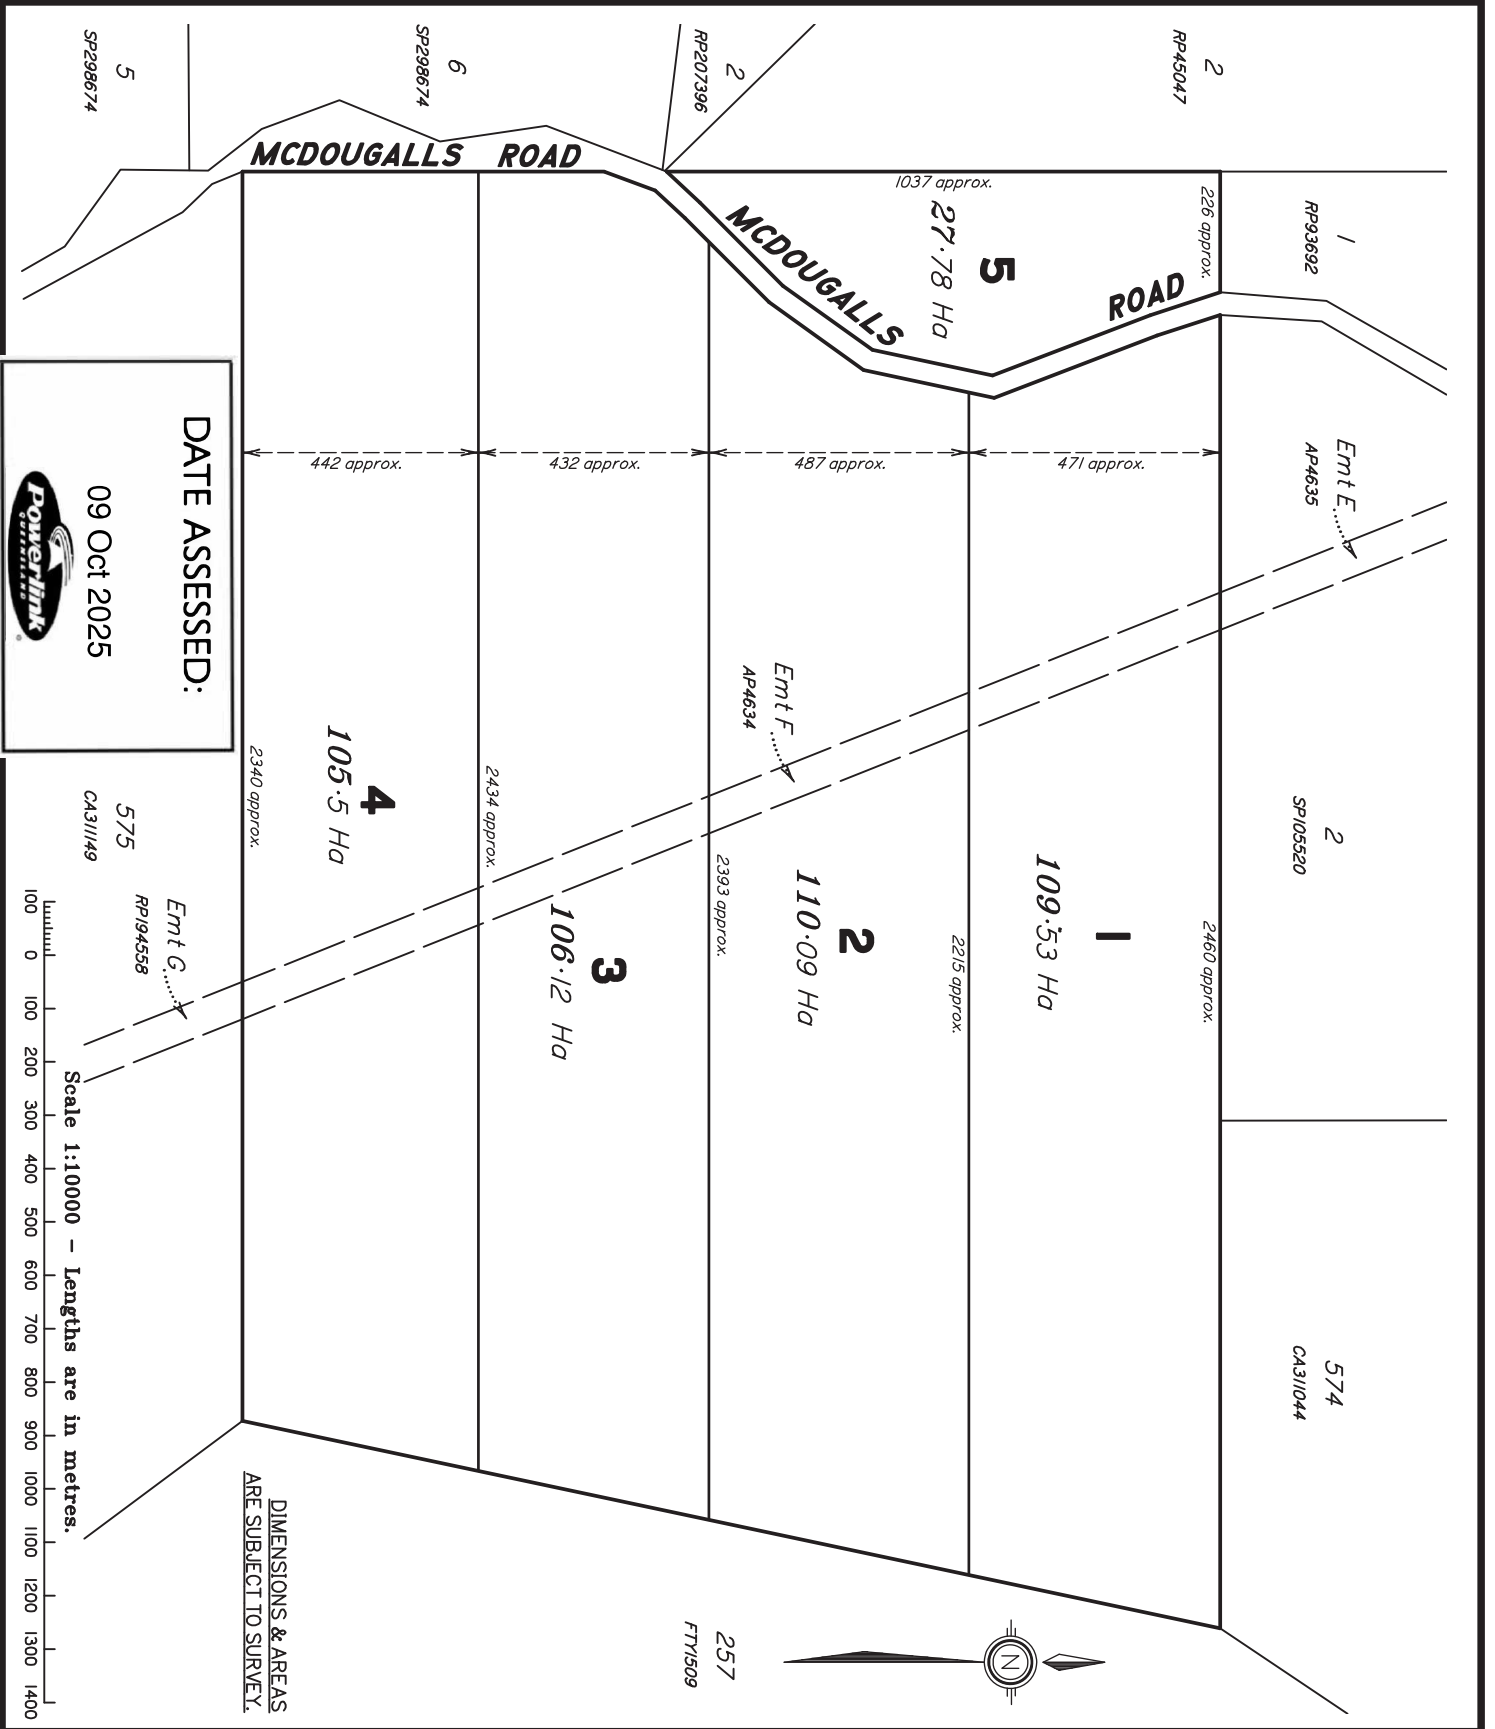 2
RP45047
2
RP207396
6
SP298674
5
SP298674
1
RP93692
226 approx.
1037 approx.
5
27·78 Ha
MCDOUGALLS ROAD
MCDOUGALLS ROAD
471 approx.
487 approx.
432 approx.
442 approx.
Emt E
AP4635
Emt F
AP4634
2
SP105520
2460 approx.
1
109·53 Ha
2215 approx.
2
110·09 Ha
2393 approx.
3
106·12 Ha
2434 approx.
4
105·5 Ha
2340 approx.
575
CA311149
Emt G
RP194558
574
CA311044
257
FTY1509
N
DIMENSIONS & AREAS
ARE SUBJECT TO SURVEY.
Scale 1:10000 - Lengths are in metres.
100 0 100 200 300 400 500 600 700 800 900 1000 1100 1200 1300 1400
DATE ASSESSED:
09 Oct 2025
Powerlink
QUEENSLAND
®